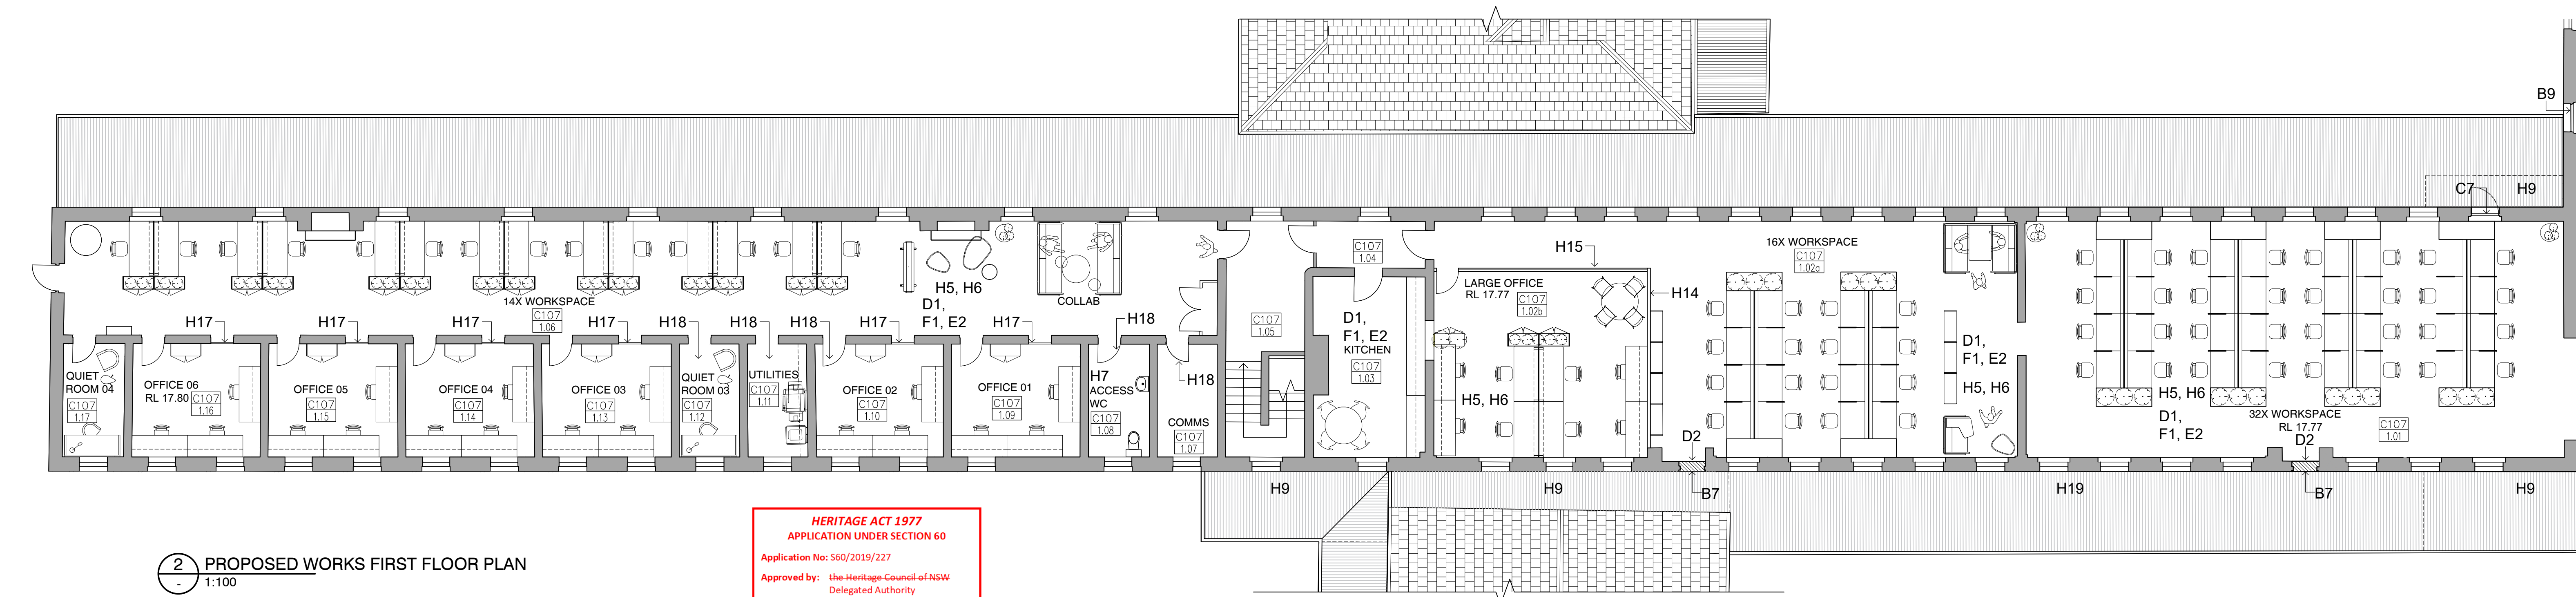 B9
C7
H9
H15
16X WORKSPACE
C107
1.02a
C107
1.04
LARGE OFFICE
RL 17.77
C107
1.02b
H14
H5, H6
D1,
F1, E2
COLLAB
14X WORKSPACE
C107
1.06
H17
H17
H17
H17
H18
H18
H18
H17
H17
H18
H18
C107
1.05
D1,
F1, E2
KITCHEN
C107
1.03
D1,
F1, E2
H5, H6
H5, H6
H5, H6
D1,
F1, E2
32X WORKSPACE
RL 17.77
C107
1.01
D2
D2
QUIET
ROOM 04
C107
1.17
OFFICE 06
RL 17.80
C107
1.16
OFFICE 05
C107
1.15
OFFICE 04
C107
1.14
OFFICE 03
C107
1.13
QUIET
ROOM 03
C107
1.12
UTILITIES
C107
1.11
OFFICE 02
C107
1.10
OFFICE 01
C107
1.09
H7
ACCESS
WC
C107
1.08
COMMS
C107
1.07
H9
H9
B7
H19
B7
H9
HERITAGE ACT 1977
APPLICATION UNDER SECTION 60
Application No: S60/2019/227
Approved by: the Heritage Council of NSW
Delegated Authority
2
-
PROPOSED WORKS FIRST FLOOR PLAN
1:100